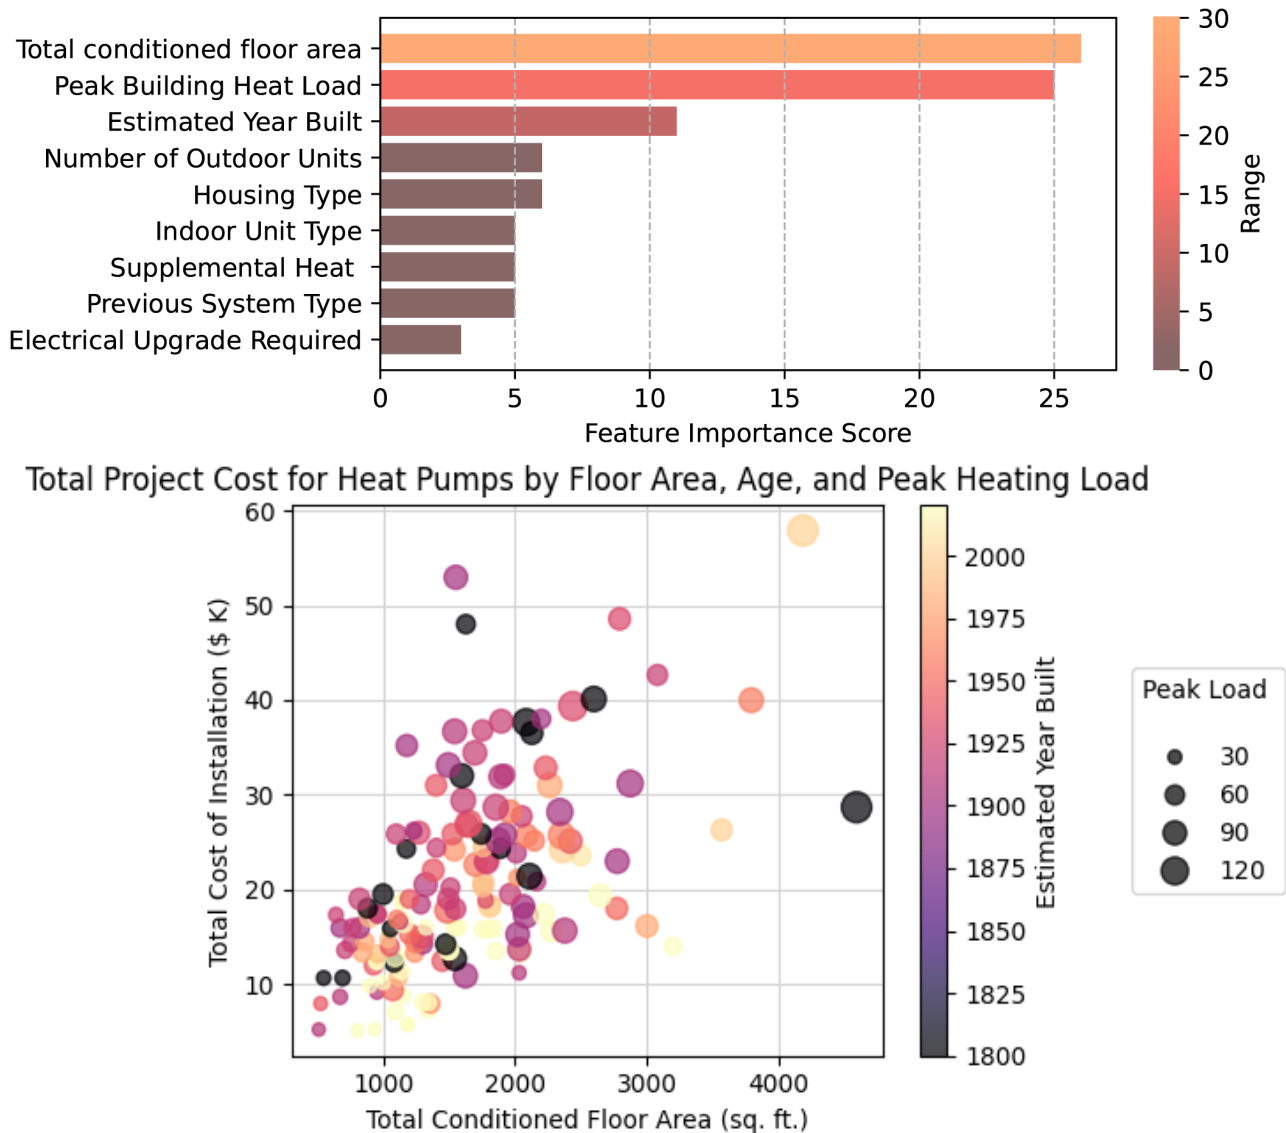 Total conditioned floor area
Peak Building Heat Load
Estimated Year Built
Number of Outdoor Units
Housing Type
Indoor Unit Type
Supplemental Heat
Previous System Type
Electrical Upgrade Required
0 5 10 15 20 25
Feature Importance Score
30
25
20
15
10
5
0
Range
Total Project Cost for Heat Pumps by Floor Area, Age, and Peak Heating Load
60
50
40
30
20
10
Total Cost of Installation ($ K)
1000 2000 3000 4000
Total Conditioned Floor Area (sq. ft.)
2000
1975
1950
1925
1900
1875
1850
1825
1800
Estimated Year Built
Peak Load
30
60
90
120